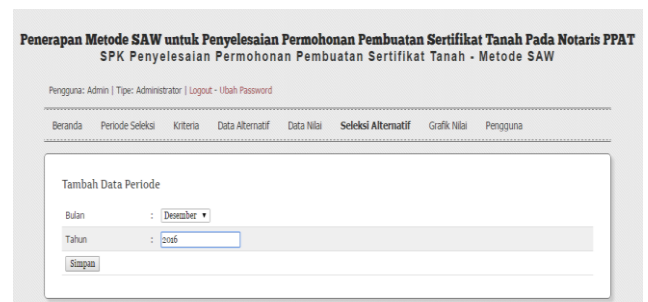 Penerapan Metode SAW untuk Penyelesaian Permohonan Pembuatan Sertifikat Tanah Pada Notaris PPAT
SPK Penyelesaian Permohonan Pembuatan Sertifikat Tanah - Metode SAW
Pengguna: Admin | Tipe: Administrator | Logout - Ubah Password
Beranda Periode Seleksi Kriteria Data Alternatif Data Nilai Seleksi Alternatif Grafik Nilai Pengguna
Tambah Data Periode
Bulan : Desember
Tahun : 2016
Simpan